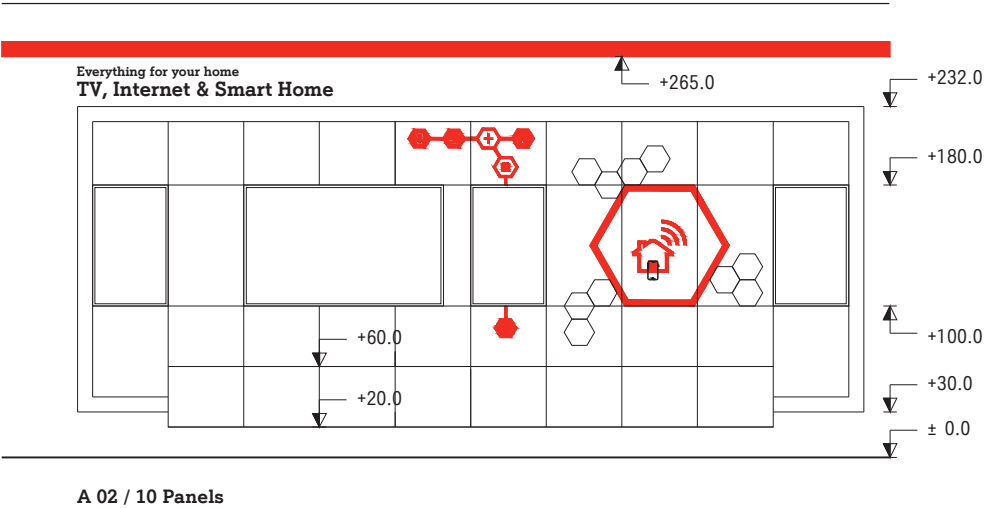 Everything for your home
TV, Internet & Smart Home
+265.0
+232.0
+180.0
+60.0
+100.0
+20.0
+30.0
± 0.0
A 02 / 10 Panels